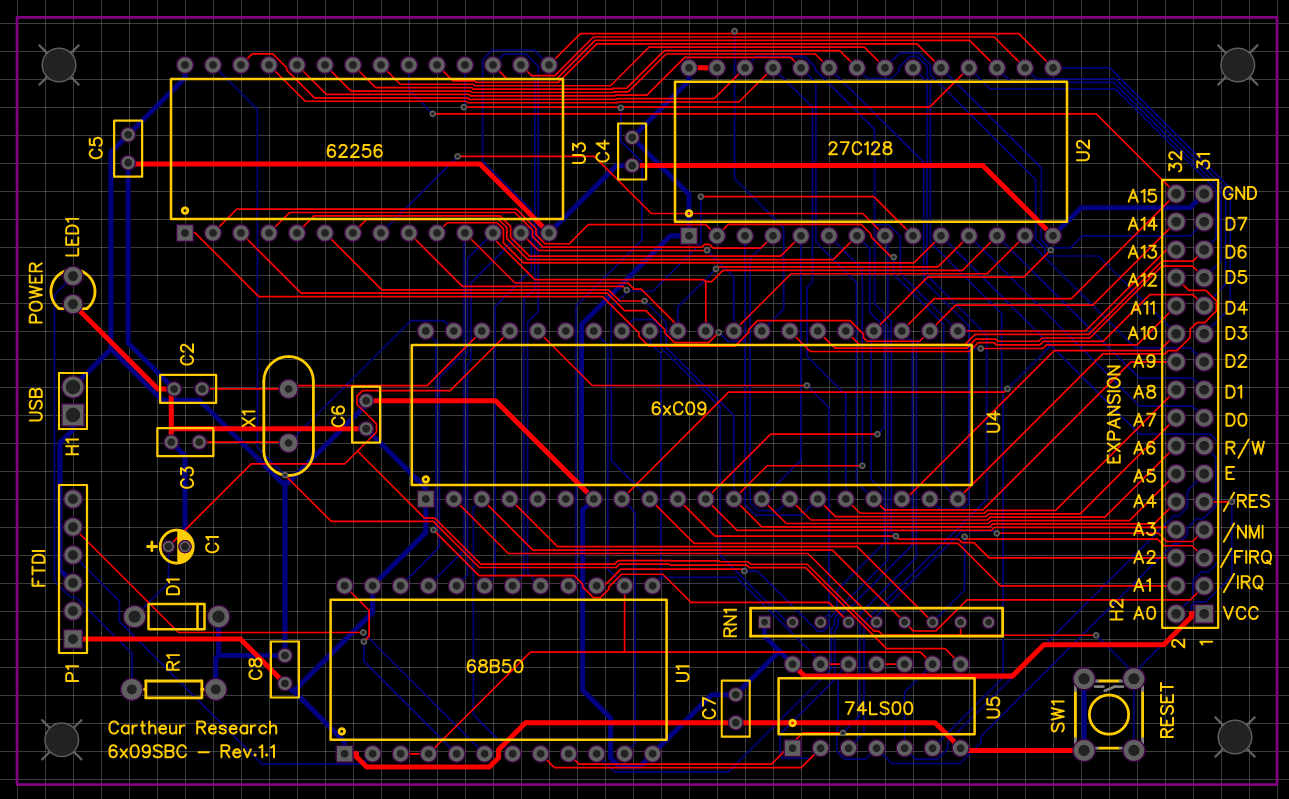 62256
U3
C4
27C128
U2
C5
32
31
A15
GND
A14
D7
A13
D6
A12
D5
A11
D4
A10
D3
A9
D2
A8
D1
A7
D0
A6
R/W
A5
E
A4
/RES
A3
/NMI
A2
/FIRQ
A1
/IRQ
A0
VCC
EXPANSION
H2
2
1
LED1
POWER
C2
USB
H1
X1
C6
6xC09
U4
C3
FTDI
P1
+
C1
D1
R1
C8
68B50
U1
RN1
C7
74LS00
U5
SW1
RESET
Cartheur Research
6x09SBC – Rev.1.1